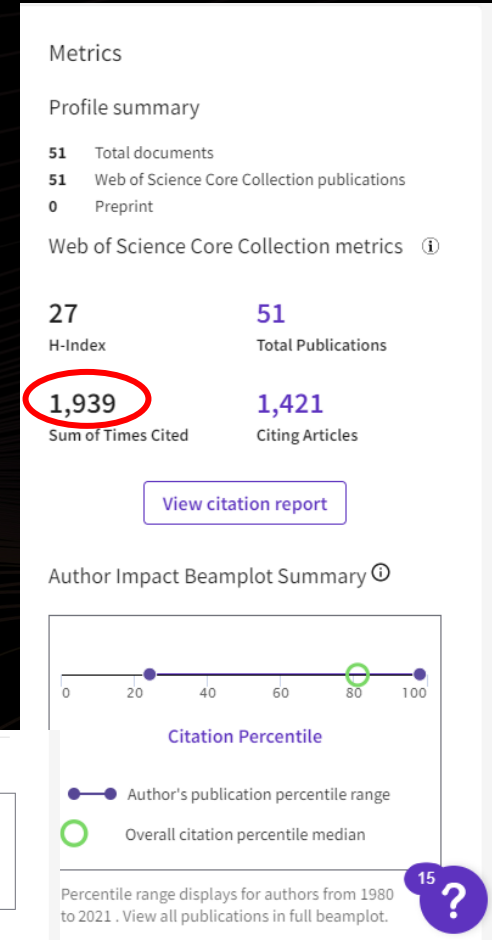 Metrics
Profile summary
51 Total documents
51 Web of Science Core Collection publications
0 Preprint
Web of Science Core Collection metrics i
27 51
H-Index Total Publications
1,939 1,421
Sum of Times Cited Citing Articles
View citation report
Author Impact Beamplot Summary i
0 20 40 60 80 100
Citation Percentile
Author's publication percentile range
Overall citation percentile median
Percentile range displays for authors from 1980
to 2021 . View all publications in full beamplot.
15
?